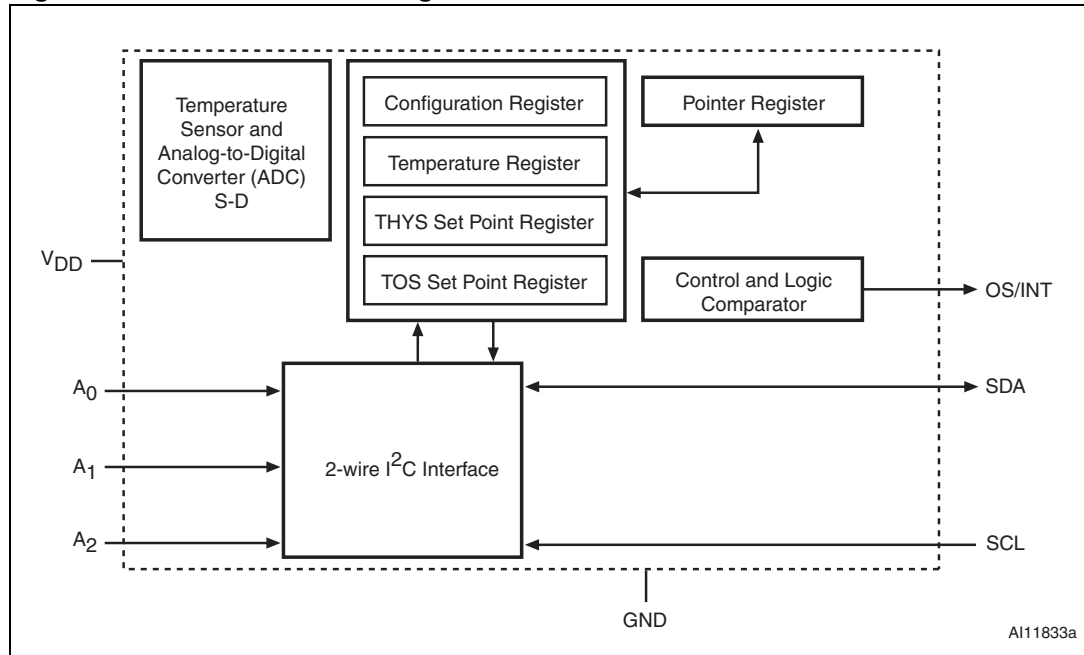 Temperature
Sensor and
Analog-to-Digital
Converter (ADC)
S-D
Configuration Register
Temperature Register
THYS Set Point Register
TOS Set Point Register
Pointer Register
Control and Logic
Comparator
VDD
OS/INT
A0
A1
A2
2-wire I2C Interface
SDA
SCL
GND
AI11833a